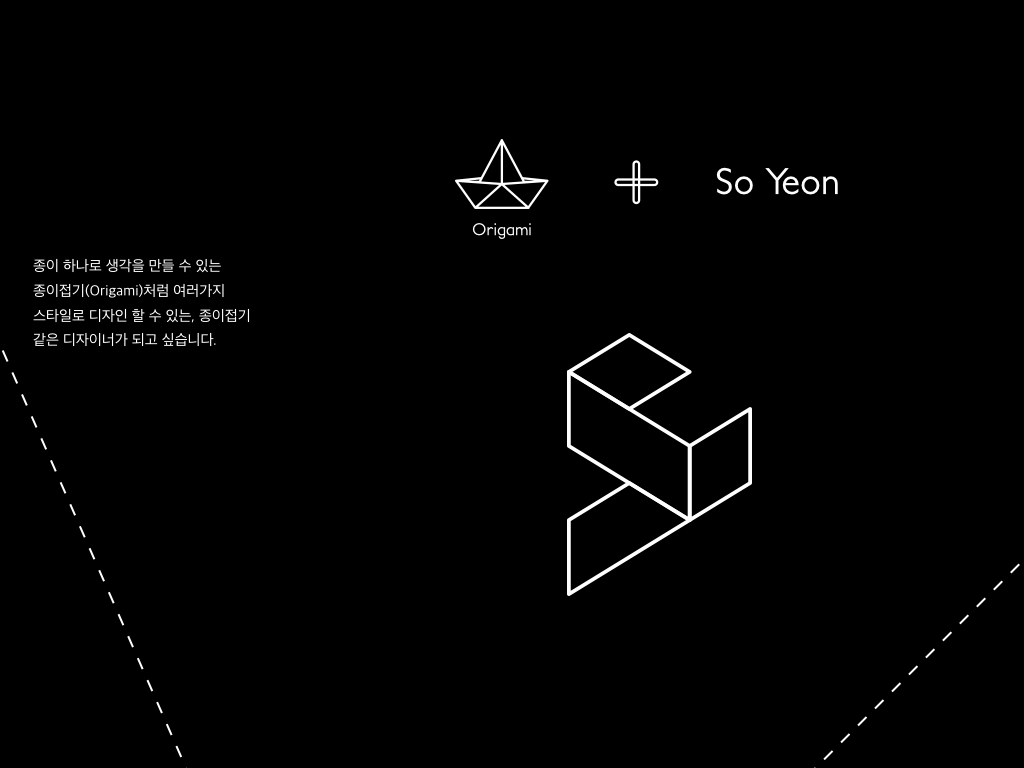 So Yeon
Origami
종이 하나로 생각을 만들 수 있는
종이접기(Origami)처럼 여러가지
스타일로 디자인 할 수 있는, 종이접기
같은 디자이너가 되고 싶습니다.